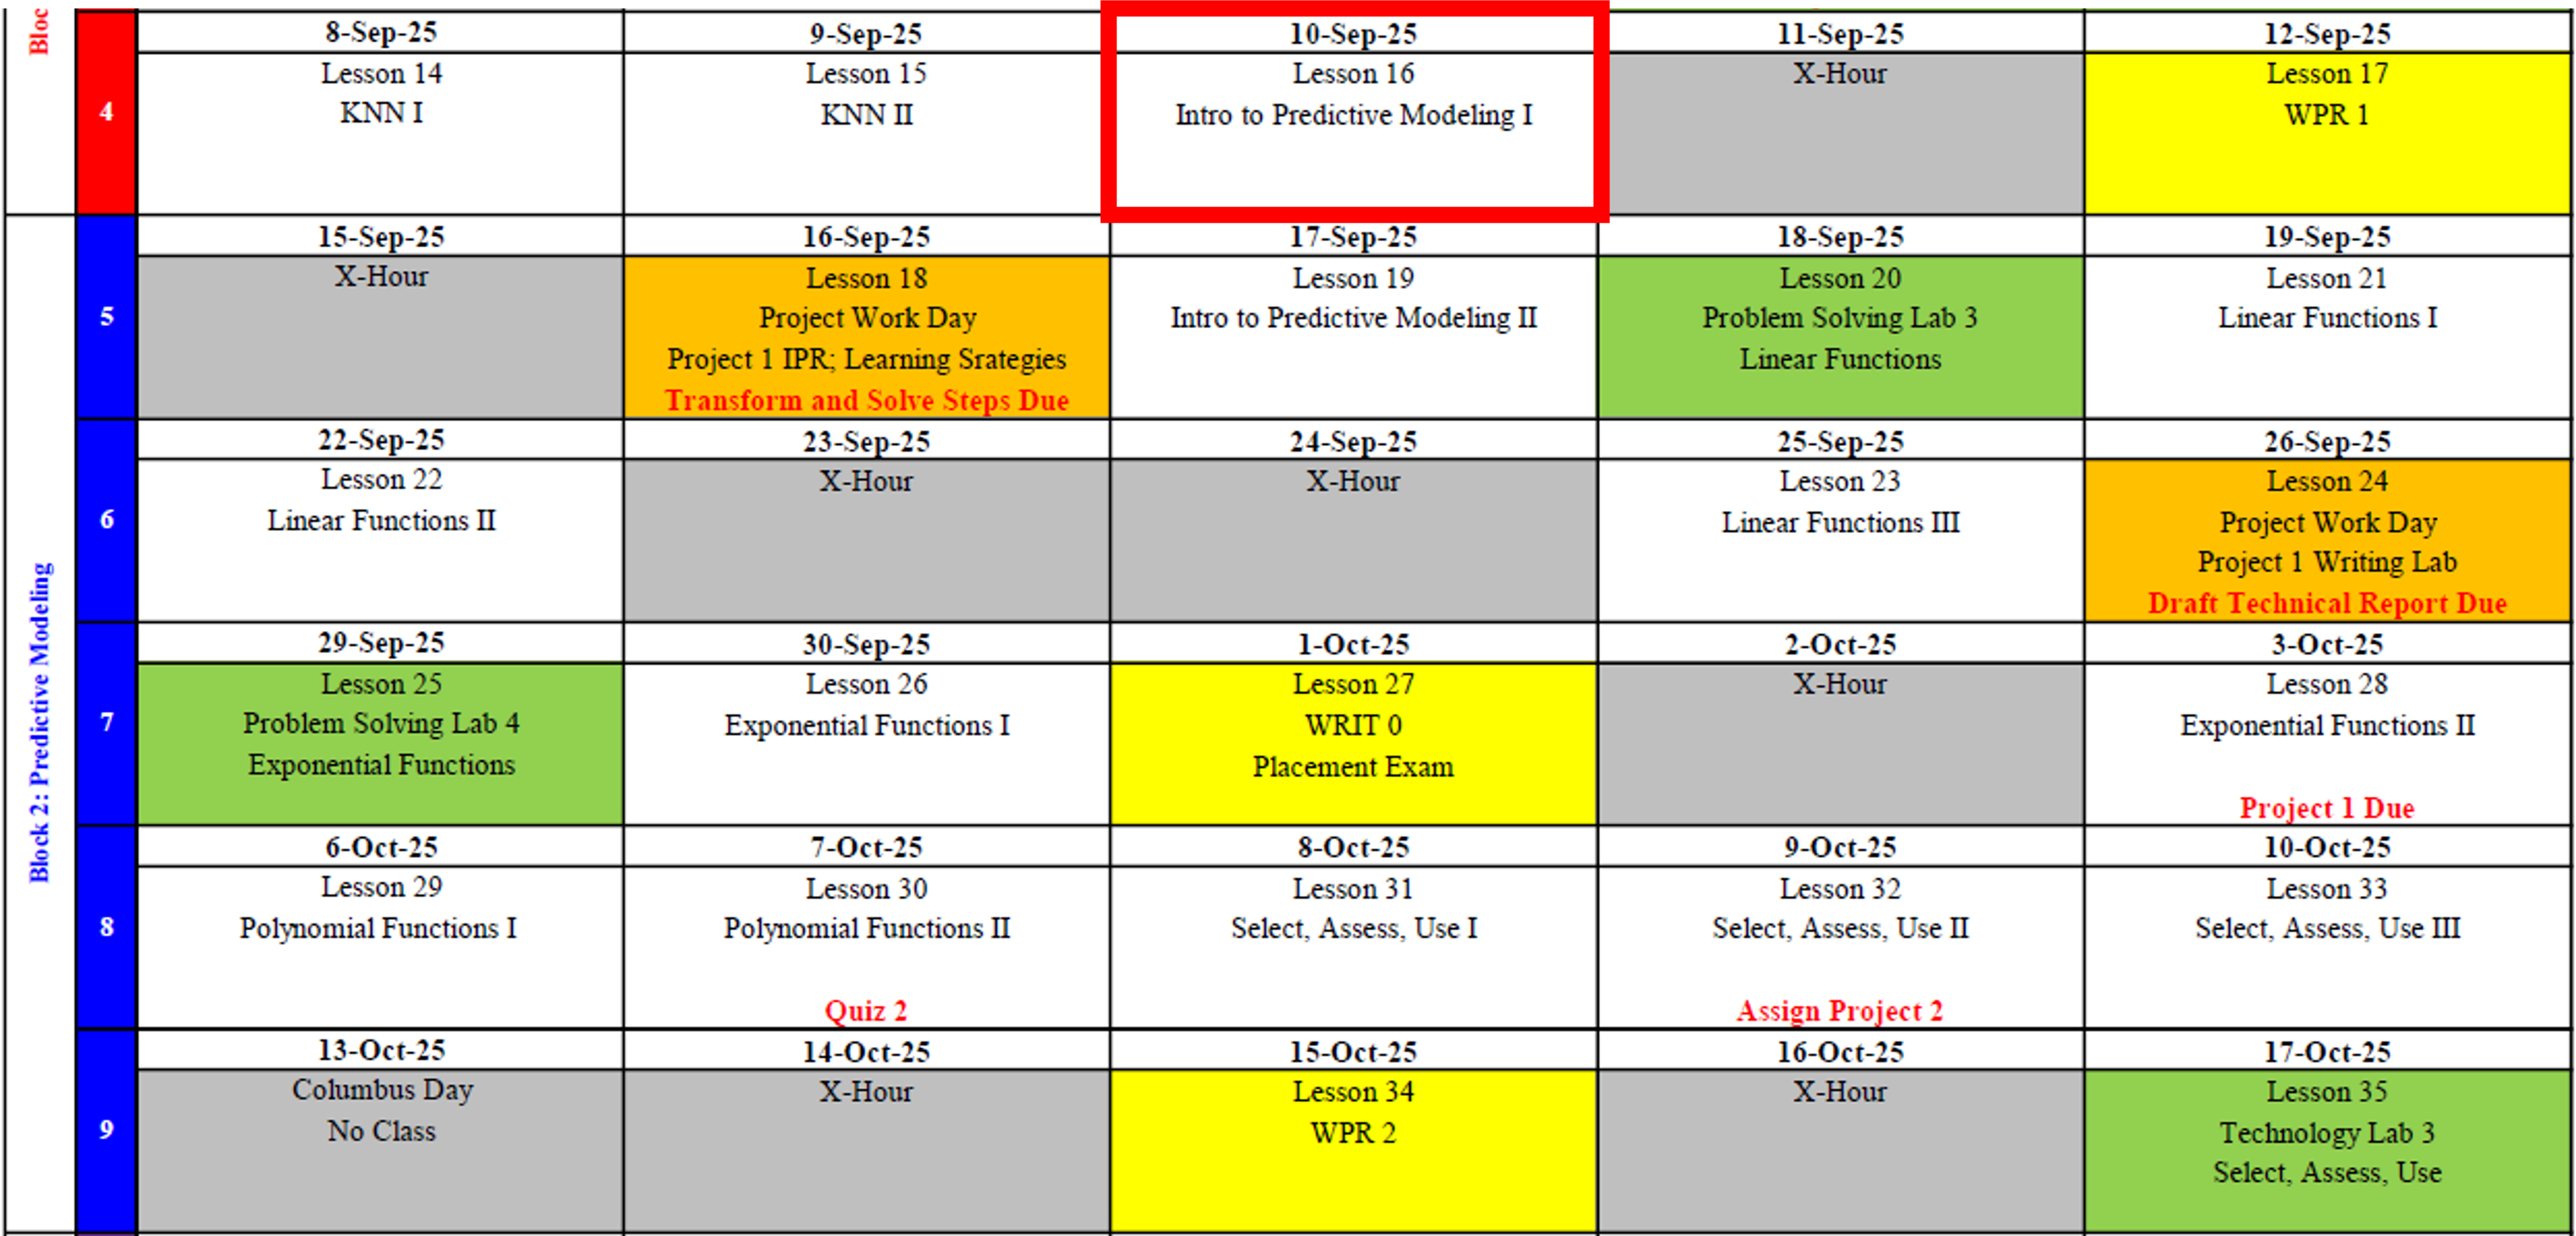 Bloc
4
8-Sep-25
9-Sep-25
10-Sep-25
11-Sep-25
12-Sep-25
Lesson 14
KNN I
Lesson 15
KNN II
Lesson 16
Intro to Predictive Modeling I
X-Hour
Lesson 17
WPR 1
Block 2: Predictive Modeling
5
15-Sep-25
16-Sep-25
17-Sep-25
18-Sep-25
19-Sep-25
X-Hour
Lesson 18
Project Work Day
Project 1 IPR; Learning Srategies
Transform and Solve Steps Due
Lesson 19
Intro to Predictive Modeling II
Lesson 20
Problem Solving Lab 3
Linear Functions
Lesson 21
Linear Functions I
6
22-Sep-25
23-Sep-25
24-Sep-25
25-Sep-25
26-Sep-25
Lesson 22
Linear Functions II
X-Hour
X-Hour
Lesson 23
Linear Functions III
Lesson 24
Project Work Day
Project 1 Writing Lab
Draft Technical Report Due
7
29-Sep-25
30-Sep-25
1-Oct-25
2-Oct-25
3-Oct-25
Lesson 25
Problem Solving Lab 4
Exponential Functions
Lesson 26
Exponential Functions I
Lesson 27
WRIT 0
Placement Exam
X-Hour
Lesson 28
Exponential Functions II
Project 1 Due
8
6-Oct-25
7-Oct-25
8-Oct-25
9-Oct-25
10-Oct-25
Lesson 29
Polynomial Functions I
Lesson 30
Polynomial Functions II
Quiz 2
Lesson 31
Select, Assess, Use I
Lesson 32
Select, Assess, Use II
Assign Project 2
Lesson 33
Select, Assess, Use III
9
13-Oct-25
14-Oct-25
15-Oct-25
16-Oct-25
17-Oct-25
Columbus Day
No Class
X-Hour
Lesson 34
WPR 2
X-Hour
Lesson 35
Technology Lab 3
Select, Assess, Use